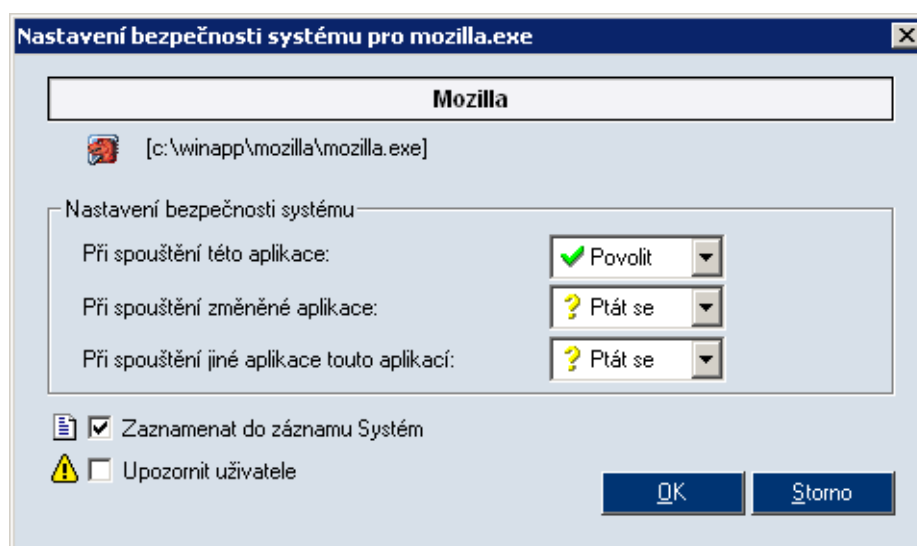 Nastavení bezpečnosti systému pro mozilla.exe
Mozilla
[c:\winapp\mozilla\mozilla.exe]
Nastavení bezpečnosti systému
Při spouštění této aplikace: Povolit
Při spouštění změněné aplikace: Ptát se
Při spouštění jiné aplikace touto aplikací: Ptát se
Zaznamenat do záznamu Systém
Upozornit uživatele
OK Storno